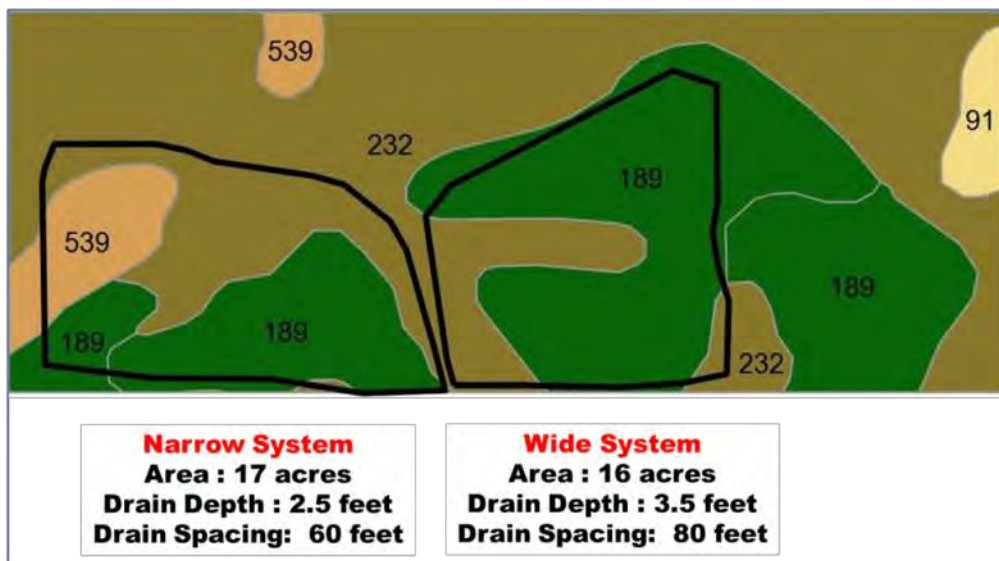 539
91
232
189
539
189
189
189
232
Narrow System
Area : 17 acres
Drain Depth : 2.5 feet
Drain Spacing: 60 feet
Wide System
Area : 16 acres
Drain Depth : 3.5 feet
Drain Spacing: 80 feet